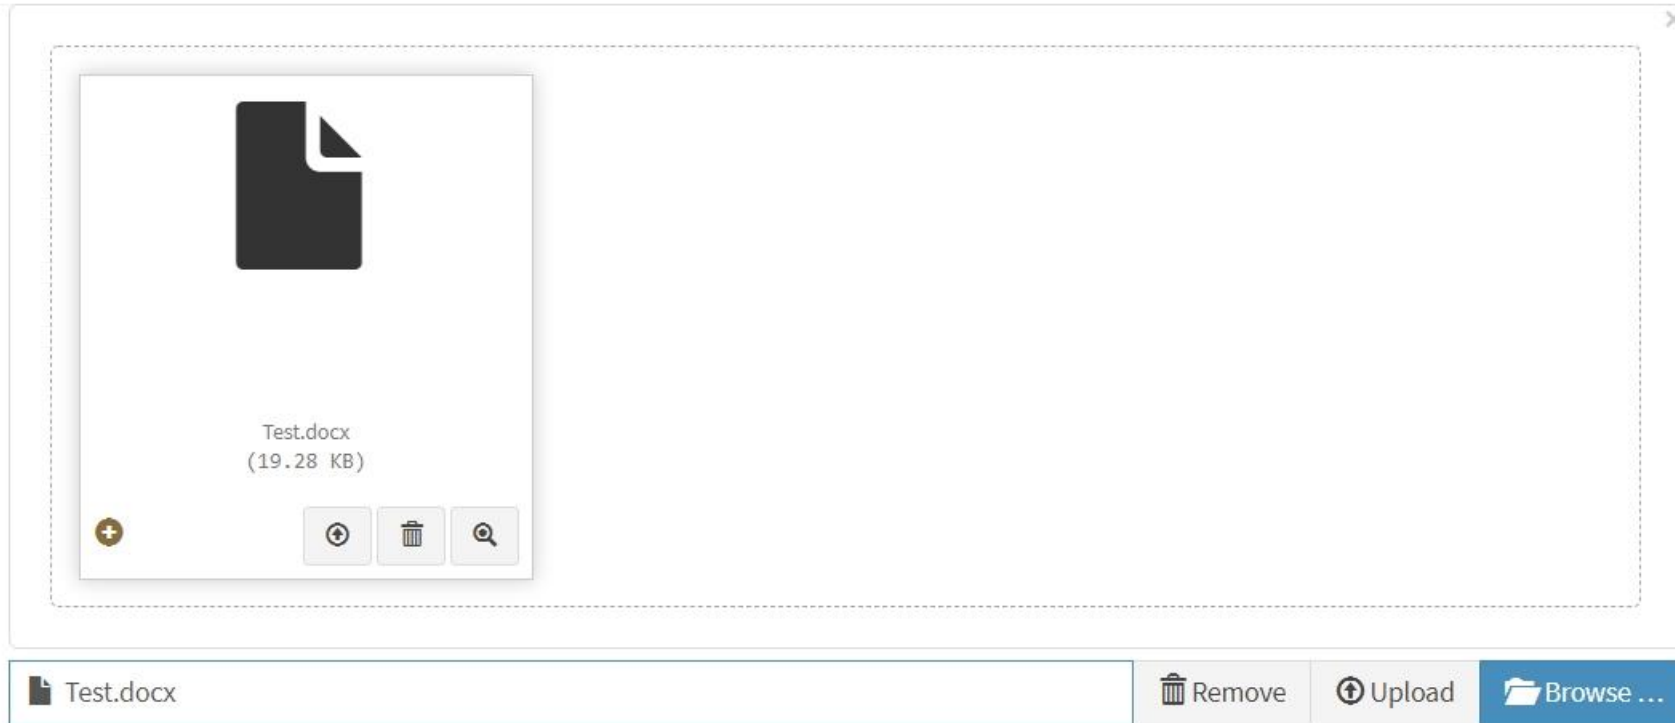 Test.docx
(19.28 KB)
Test.docx
Remove
Upload
Browse ...